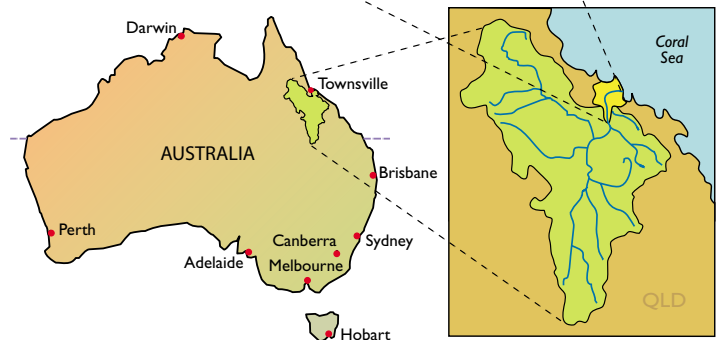 Darwin
Townsville
AUSTRALIA
Brisbane
Perth
Canberra
Sydney
Adelaide
Melbourne
Hobart
Coral
Sea
QLD